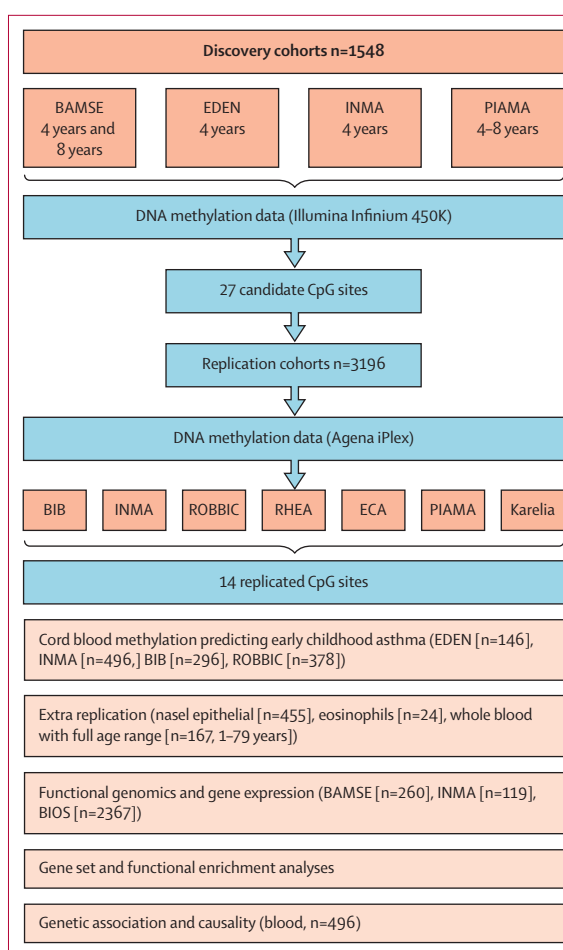 Discovery cohorts n=1548
BAMSE
4 years and
8 years
EDEN
4 years
INMA
4 years
PIAMA
4–8 years
DNA methylation data (Illumina Infinium 450K)
27 candidate CpG sites
Replication cohorts n=3196
DNA methylation data (Agena iPlex)
BIB
INMA
ROBBIC
RHEA
ECA
PIAMA
Karelia
14 replicated CpG sites
Cord blood methylation predicting early childhood asthma (EDEN [n=146],
INMA [n=496,] BIB [n=296], ROBBIC [n=378])
Extra replication (nasel epithelial [n=455], eosinophils [n=24], whole blood
with full age range [n=167, 1–79 years])
Functional genomics and gene expression (BAMSE [n=260], INMA [n=119],
BIOS [n=2367])
Gene set and functional enrichment analyses
Genetic association and causality (blood, n=496)